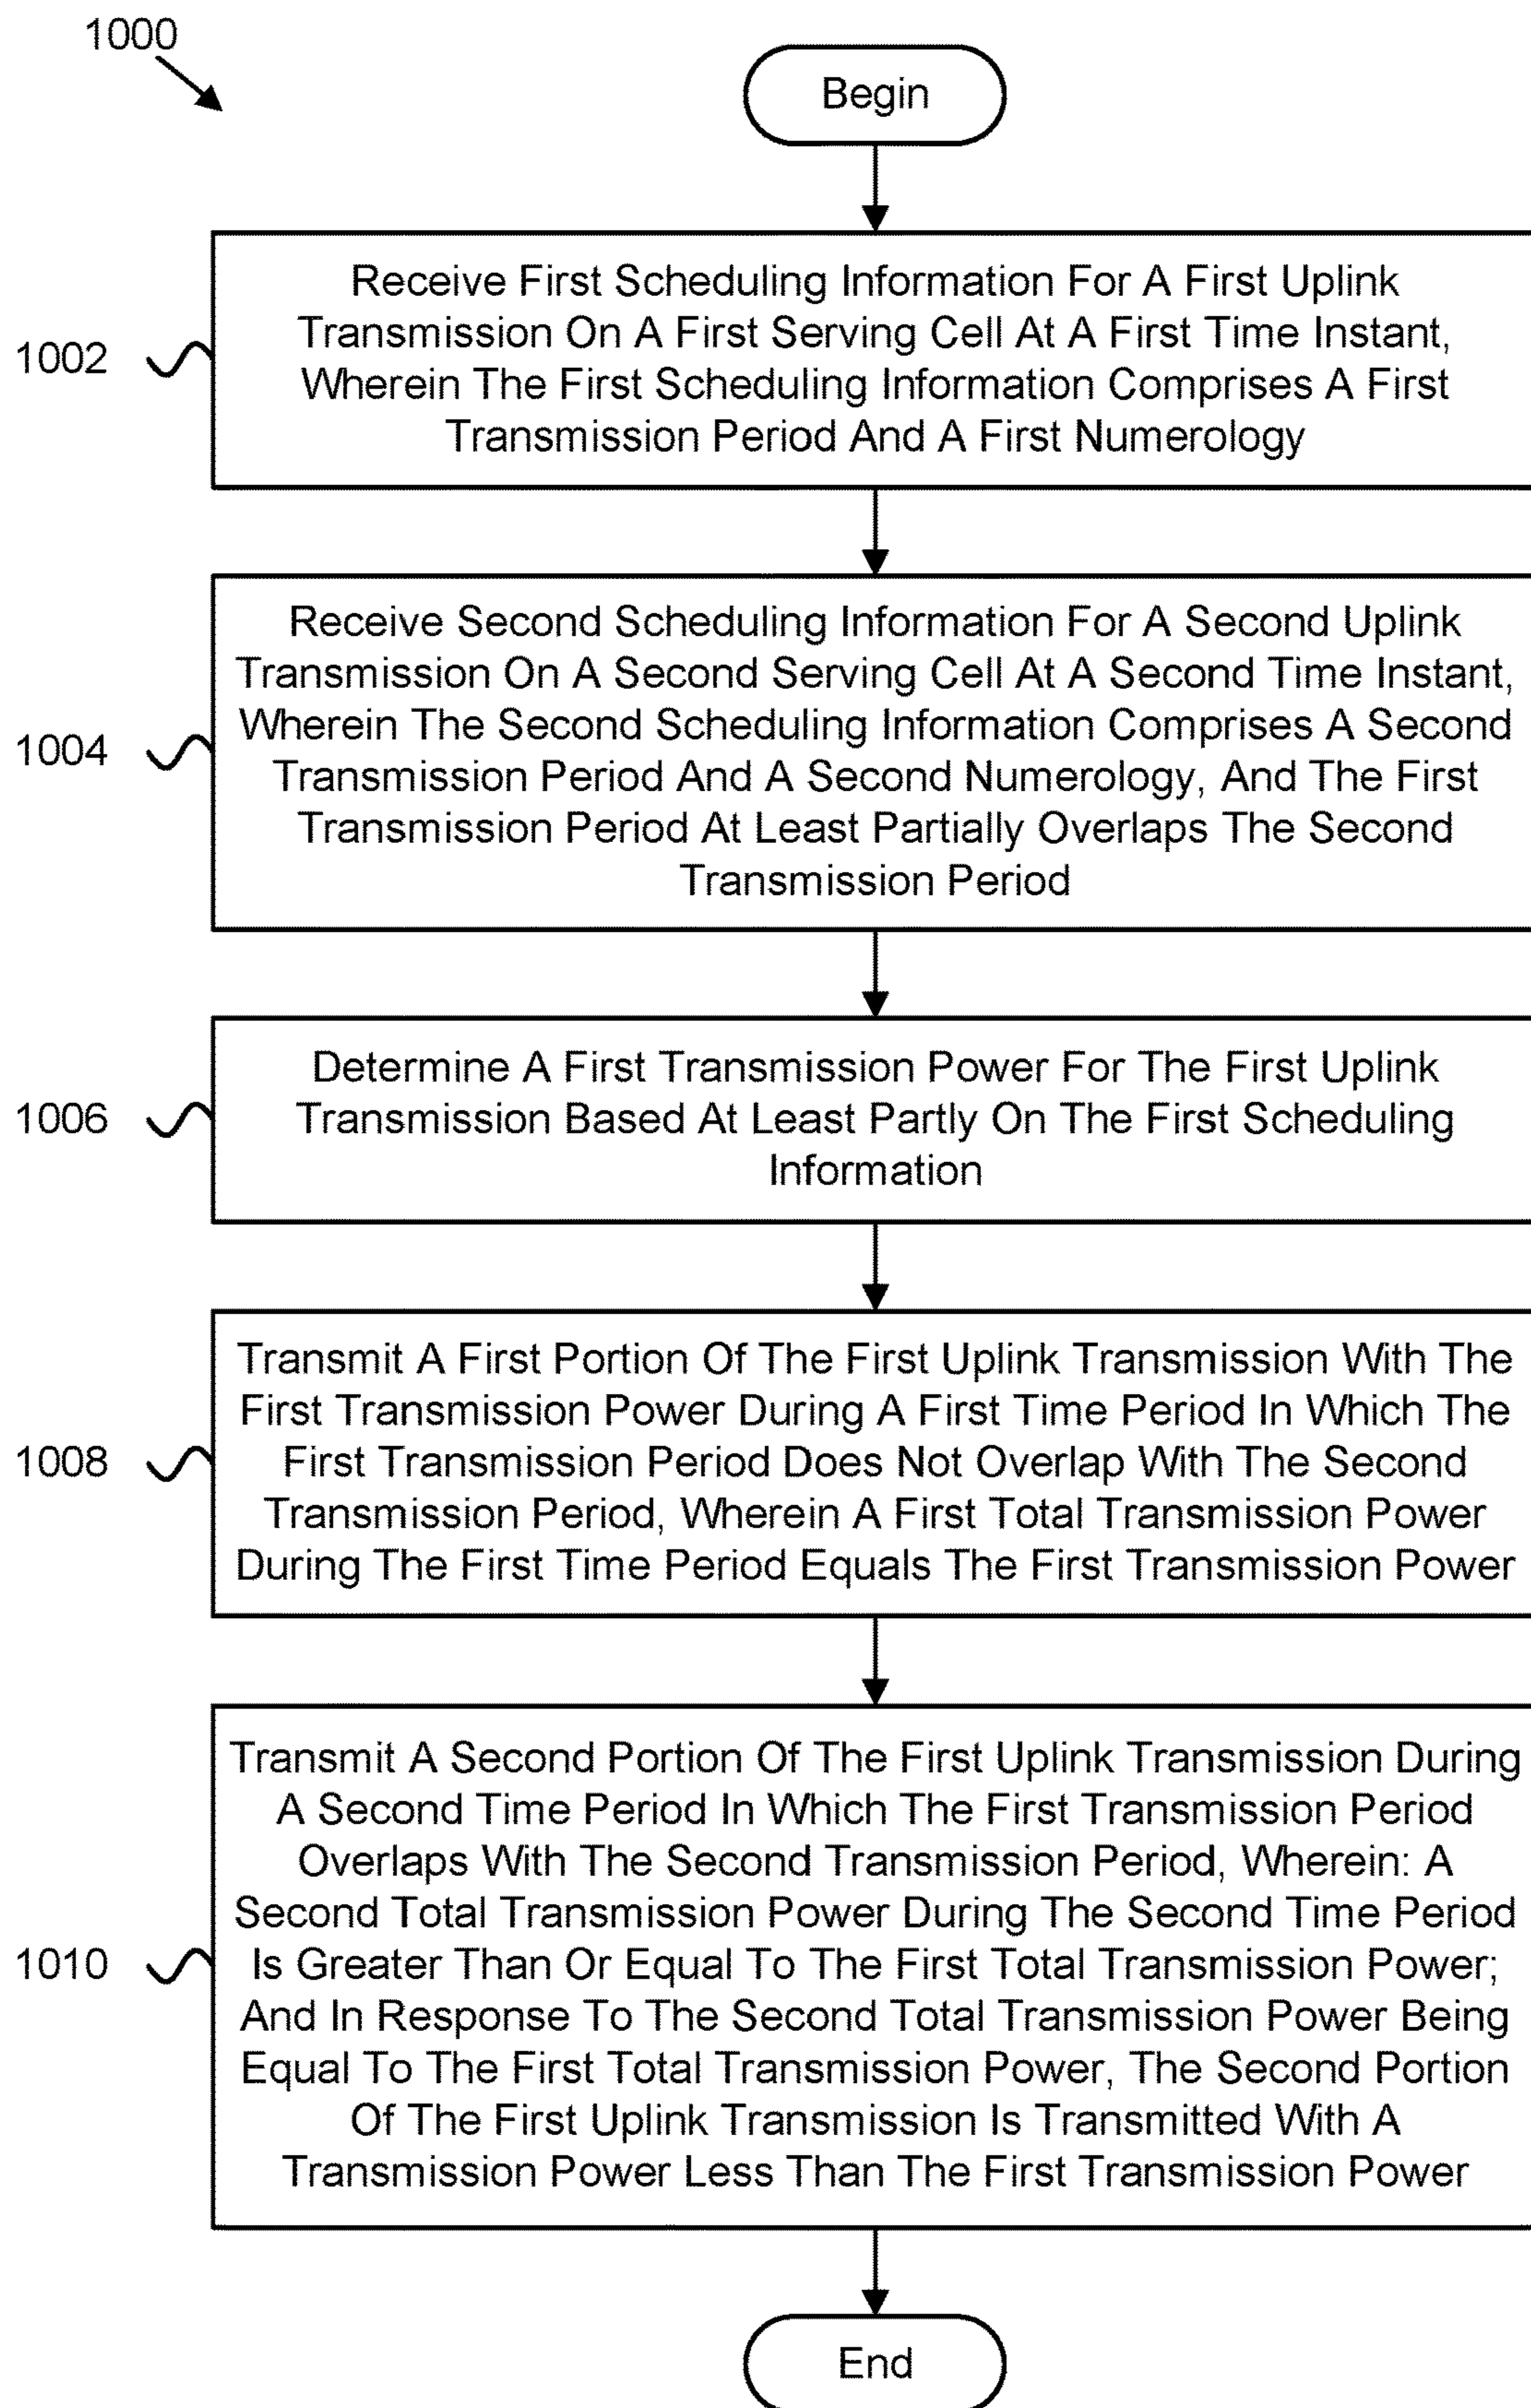 1000
Begin
1002
Receive First Scheduling Information For A First Uplink
Transmission On A First Serving Cell At A First Time Instant,
Wherein The First Scheduling Information Comprises A First
Transmission Period And A First Numerology
1004
Receive Second Scheduling Information For A Second Uplink
Transmission On A Second Serving Cell At A Second Time Instant,
Wherein The Second Scheduling Information Comprises A Second
Transmission Period And A Second Numerology, And The First
Transmission Period At Least Partially Overlaps The Second
Transmission Period
1006
Determine A First Transmission Power For The First Uplink
Transmission Based At Least Partly On The First Scheduling
Information
1008
Transmit A First Portion Of The First Uplink Transmission With The
First Transmission Power During A First Time Period In Which The
First Transmission Period Does Not Overlap With The Second
Transmission Period, Wherein A First Total Transmission Power
During The First Time Period Equals The First Transmission Power
1010
Transmit A Second Portion Of The First Uplink Transmission During
A Second Time Period In Which The First Transmission Period
Overlaps With The Second Transmission Period, Wherein: A
Second Total Transmission Power During The Second Time Period
Is Greater Than Or Equal To The First Total Transmission Power;
And In Response To The Second Total Transmission Power Being
Equal To The First Total Transmission Power, The Second Portion
Of The First Uplink Transmission Is Transmitted With A
Transmission Power Less Than The First Transmission Power
End